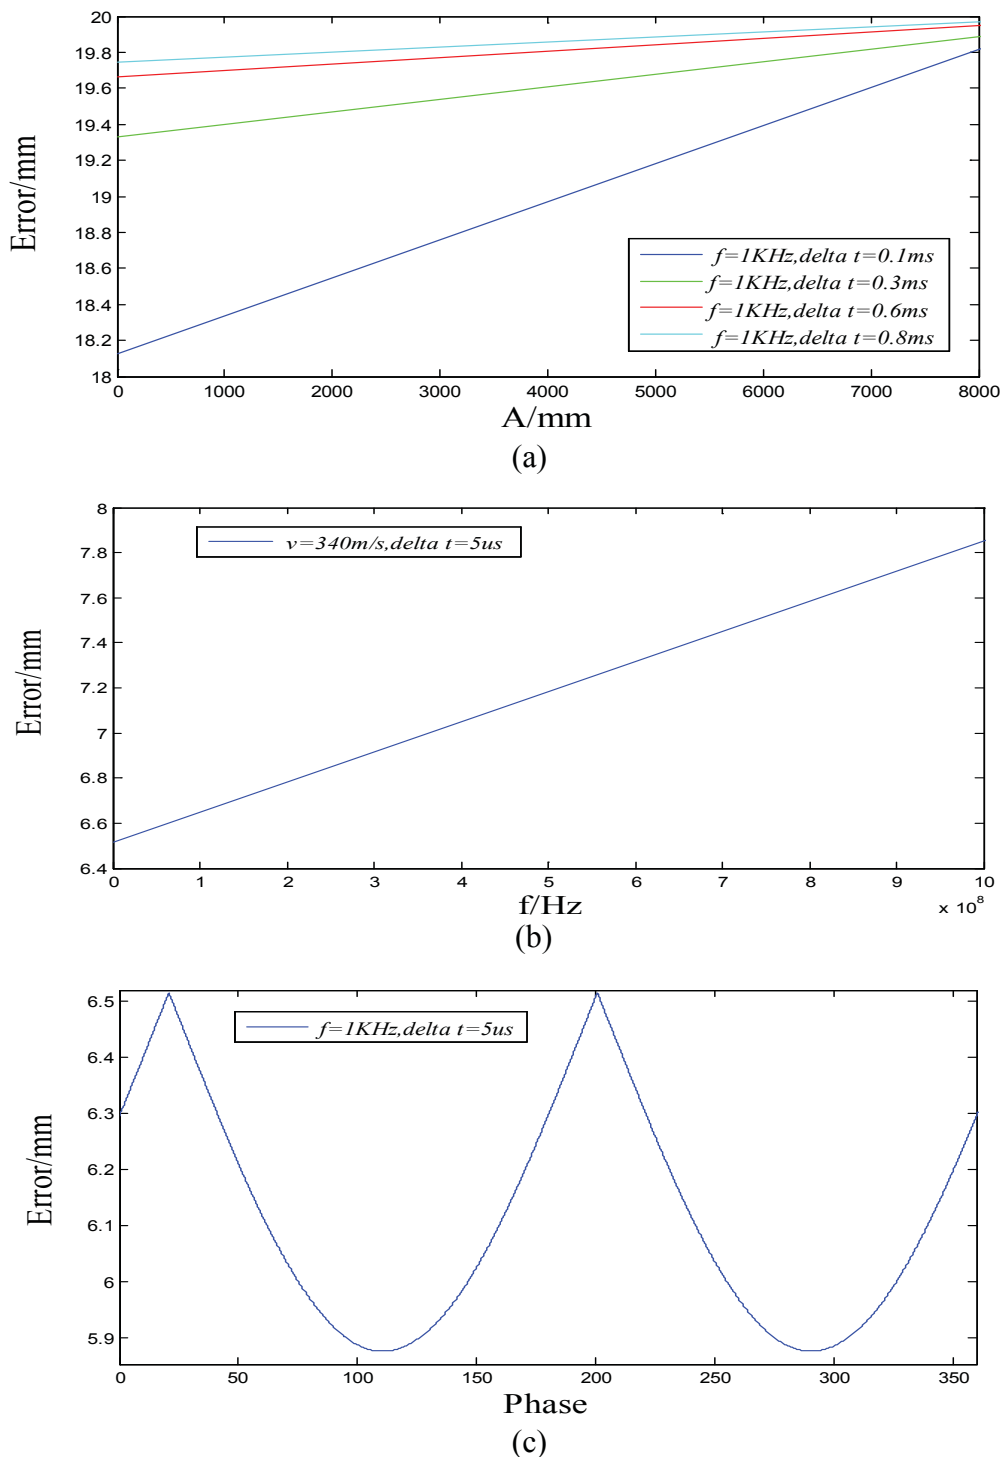 20
19.8
19.6
19.4
19.2
19
18.8
18.6
18.4
18.2
18
Error/mm
f=1KHz,delta t=0.1ms
f=1KHz,delta t=0.3ms
f=1KHz,delta t=0.6ms
f=1KHz,delta t=0.8ms
0 1000 2000 3000 4000 5000 6000 7000 8000
A/mm
(a)
8
7.8
7.6
7.4
7.2
7
6.8
6.6
6.4
Error/mm
v=340m/s,delta t=5us
0 1 2 3 4 5 6 7 8 9 10
f/Hz
x 10^8
(b)
6.5
6.4
6.3
6.2
6.1
6
5.9
Error/mm
f=1KHz,delta t=5us
0 50 100 150 200 250 300 350
Phase
(c)